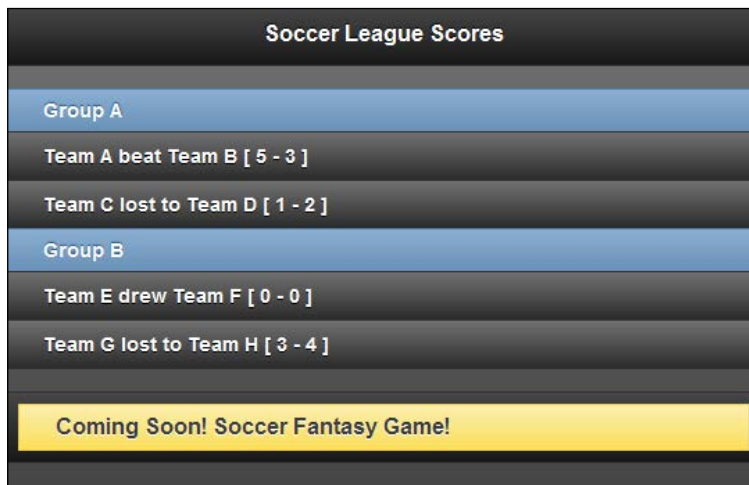 Soccer League Scores
Group A
Team A beat Team B [ 5 - 3 ]
Team C lost to Team D [ 1 - 2 ]
Group B
Team E drew Team F [ 0 - 0 ]
Team G lost to Team H [ 3 - 4 ]
Coming Soon! Soccer Fantasy Game!